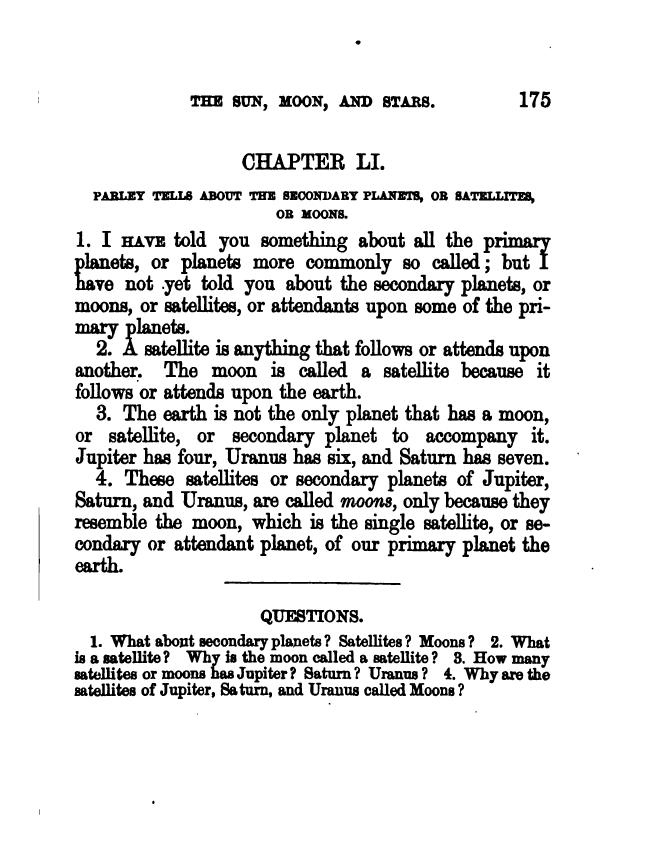 THE SUN, MOON, AND STARS. 175
CHAPTER LI.
PARLEY TELLS ABOUT THE SECONDARY PLANETS, OR SATELLITES,
OR MOONS.
1. I HAVE told you something about all the primary
planets, or planets more commonly so called; but I
have not yet told you about the secondary planets, or
moons, or satellites, or attendants upon some of the pri-
mary planets.
2. A satellite is anything that follows or attends upon
another. The moon is called a satellite because it
follows or attends upon the earth.
3. The earth is not the only planet that has a moon,
or satellite, or secondary planet to accompany it.
Jupiter has four, Uranus has six, and Saturn has seven.
4. These satellites or secondary planets of Jupiter,
Saturn, and Uranus, are called moons, only because they
resemble the moon, which is the single satellite, or se-
condary or attendant planet, of our primary planet the
earth.
QUESTIONS.
1. What about secondary planets? Satellites? Moons? 2. What
is a satellite? Why is the moon called a satellite? 3. How many
satellites or moons has Jupiter? Saturn? Uranus? 4. Why are the
satellites of Jupiter, Saturn, and Uranus called Moons?